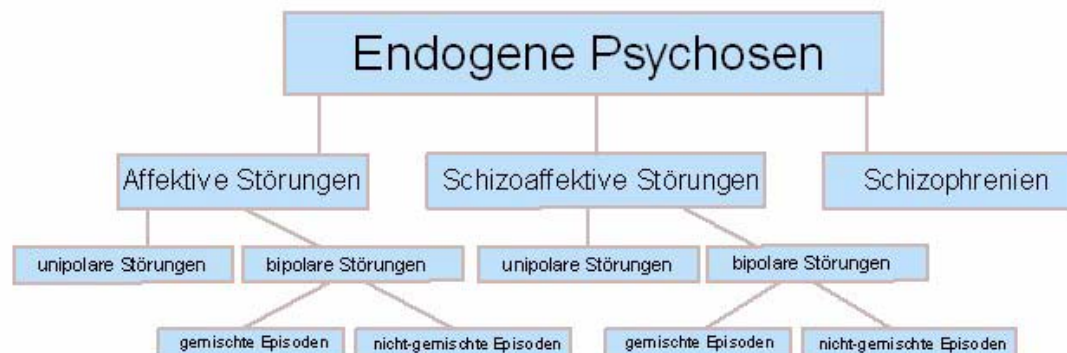 Endogene Psychosen
Affektive Störungen
Schizoaffektive Störungen
Schizophrenien
unipolare Störungen
bipolare Störungen
unipolare Störungen
bipolare Störungen
gemischte Episoden
nicht-gemischte Episoden
gemischte Episoden
nicht-gemischte Episoden